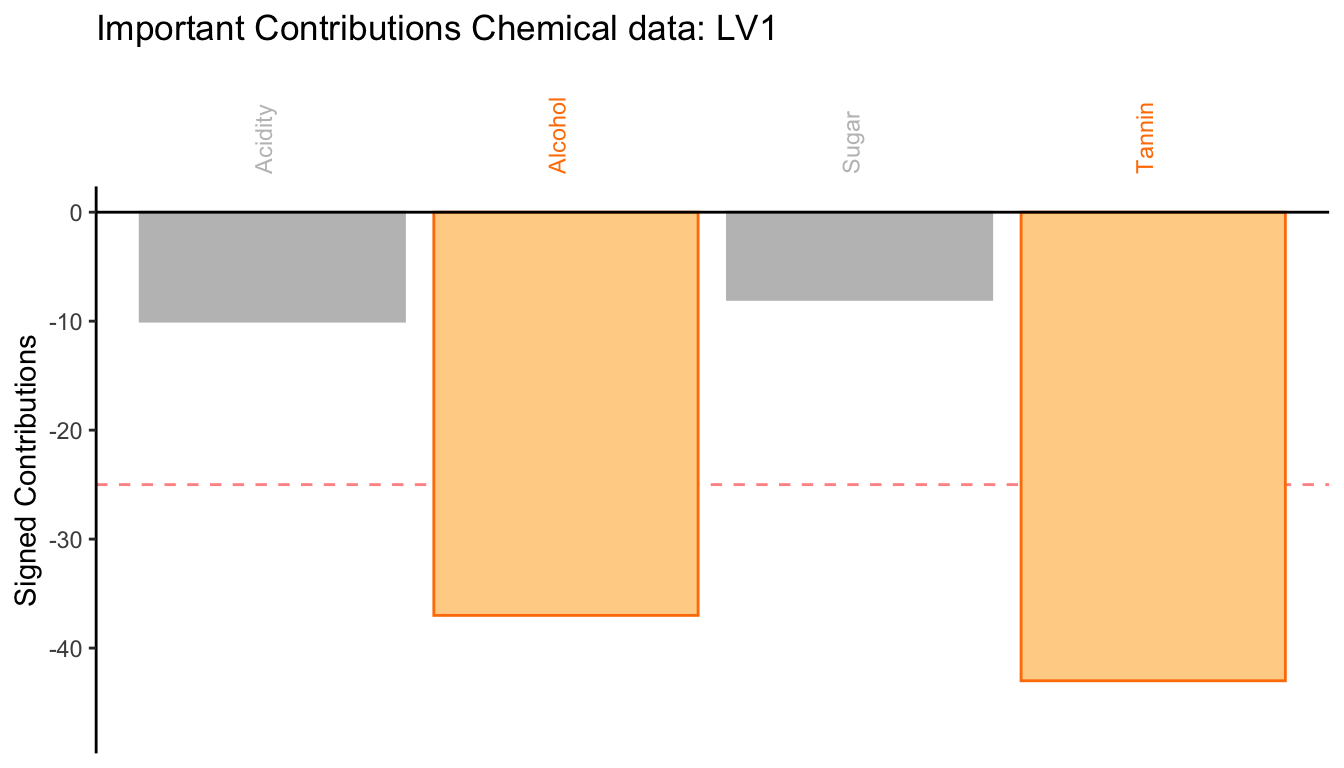 Important Contributions Chemical data: LV1
Acidity
Alcohol
Sugar
Tannin
Signed Contributions
0
-10
-20
-30
-40